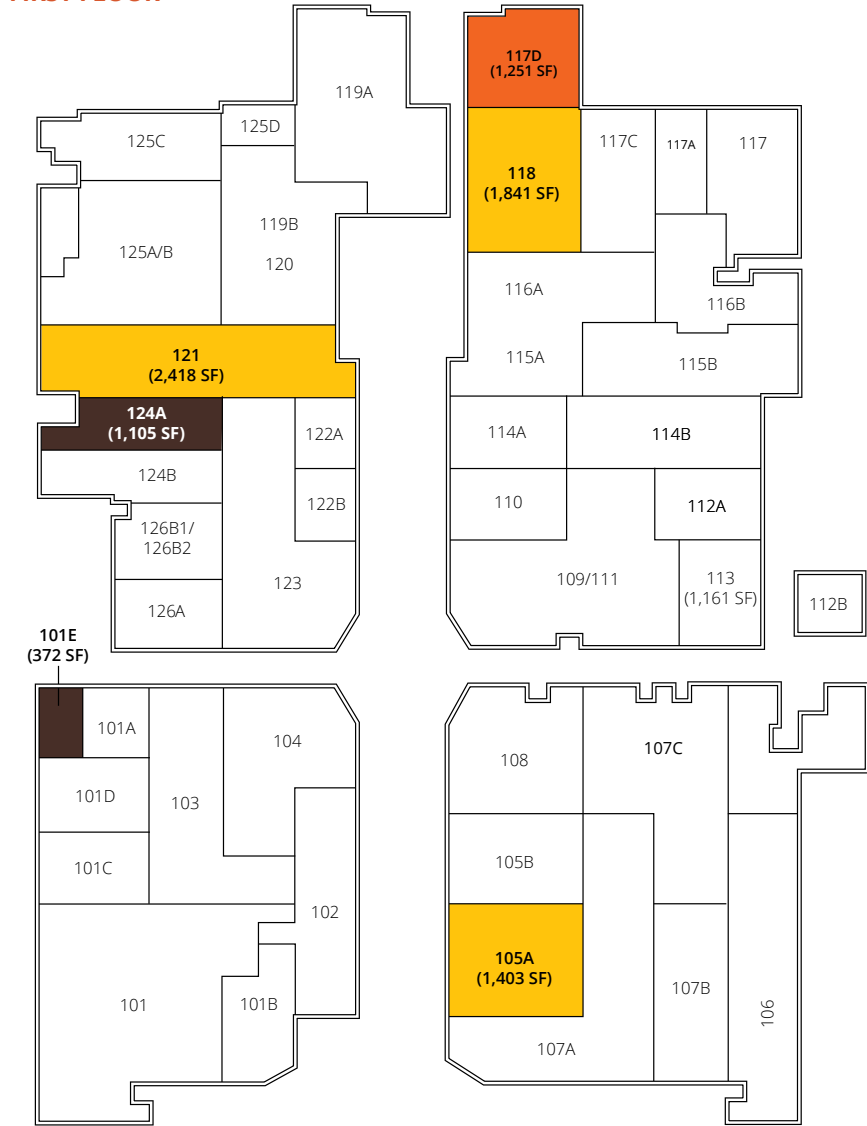 FIRST FLOOR
119A
117D
(1,251 SF)
125C
125D
117C
117A
117
118
(1,841 SF)
119B
125A/B
120
116A
116B
121
(2,418 SF)
115A
115B
124A
(1,105 SF)
122A
114A
114B
124B
122B
110
112A
126B1/
126B2
123
109/111
113
(1,161 SF)
112B
126A
101E
(372 SF)
101A
104
108
107C
101D
103
101C
105B
102
105A
(1,403 SF)
101
101B
107B
106
107A